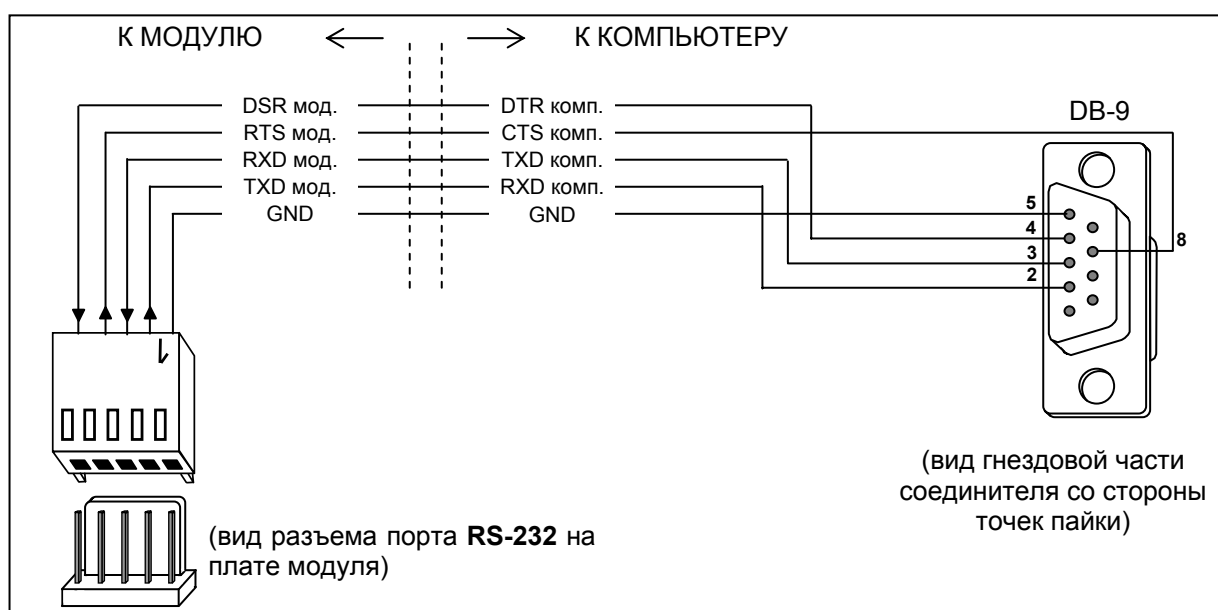 К МОДУЛЮ
К КОМПЬЮТЕРУ
DSR мод.
DTR комп.
RTS мод.
CTS комп.
RXD мод.
TXD комп.
TXD мод.
RXD комп.
GND
GND
DB-9
5
4
3
2
8
(вид гнездовой части
соединителя со стороны
точек пайки)
(вид разъема порта RS-232 на
плате модуля)